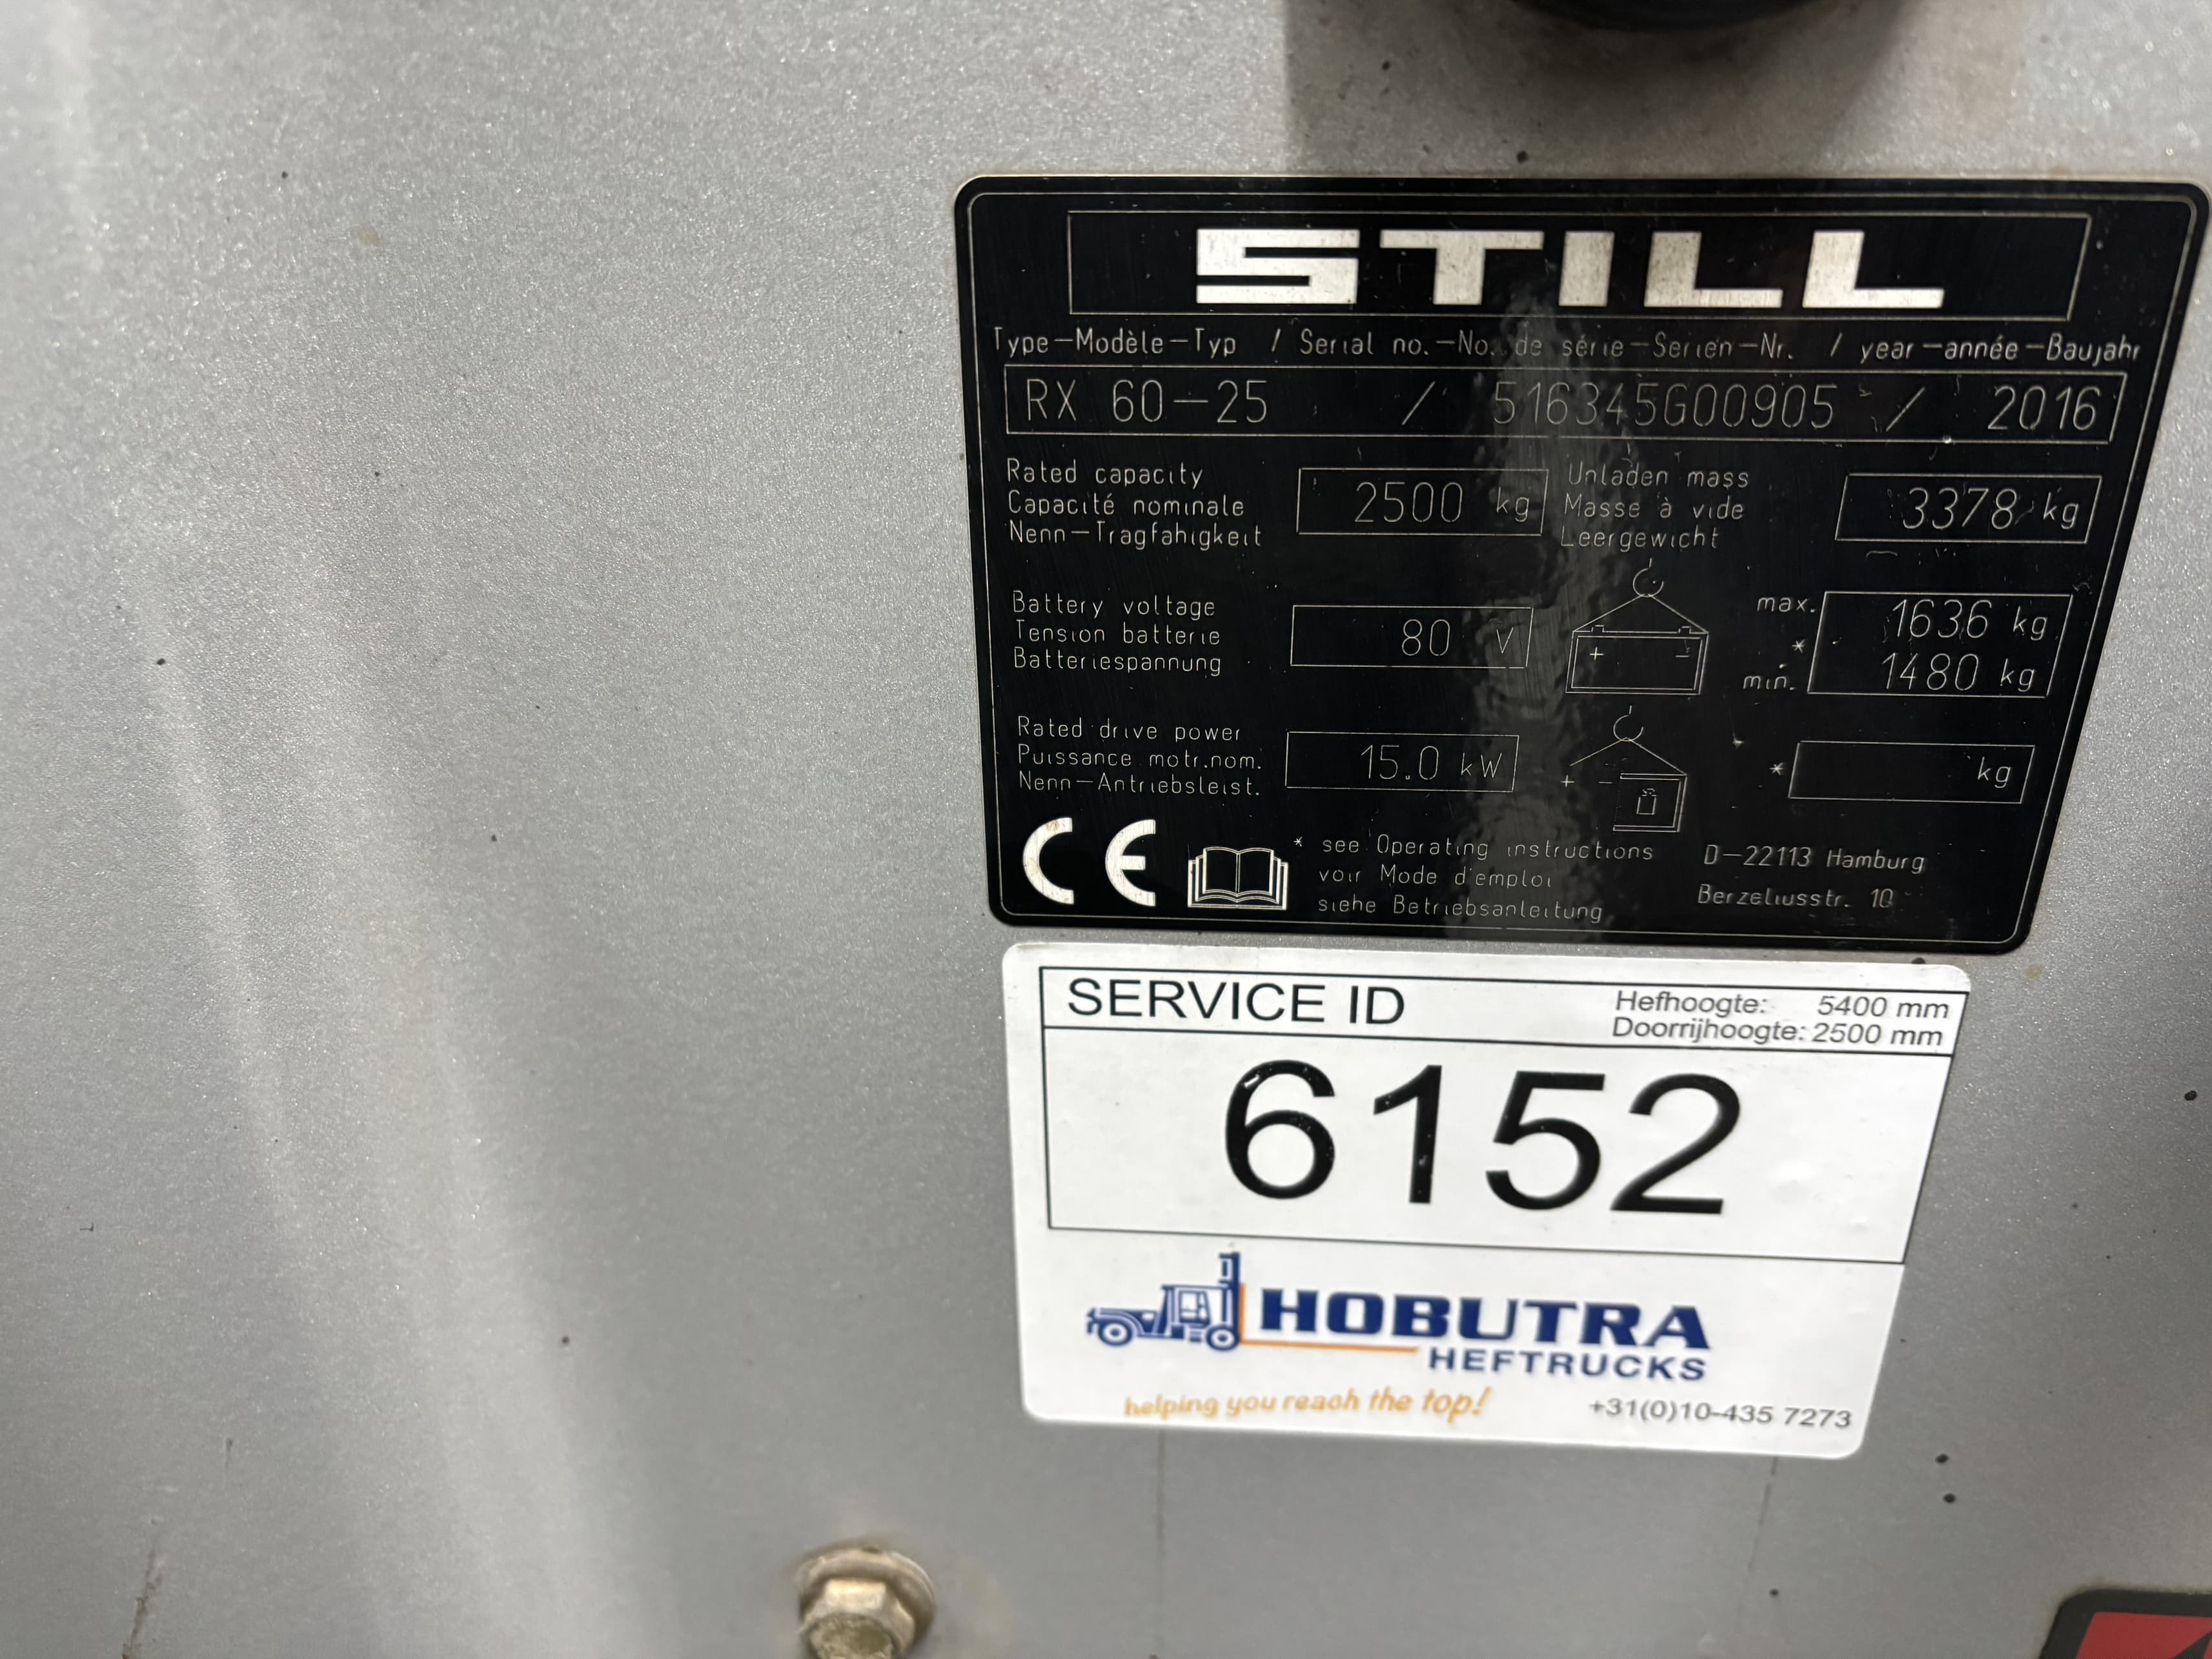 STILL
Type-Modèle-Typ / Serial no.-No. de série-Serien-Nr. / year-année-Baujahr
RX 60-25 / 516345G00905 / 2016
Rated capacity
Capacité nominale
Nenn-Tragfähigkeit
2500 kg
Unladen mass
Masse à vide
Leergewicht
3378 kg
Battery voltage
Tension batterie
Batteriespannung
80 V
+ -
max. 1636 kg
*
min. 1480 kg
Rated drive power
Puissance motr.nom.
Nenn-Antriebsleist.
15.0 kW
+ -
* kg
CE
* see Operating instructions
voir Mode d'emploi
siehe Betriebsanleitung
D-22113 Hamburg
Berzeliusstr. 10
SERVICE ID
Hefhoogte: 5400 mm
Doorrijhoogte: 2500 mm
6152
HOBUTRA
HEFTRUCKS
helping you reach the top!
+31(0)10-435 7273